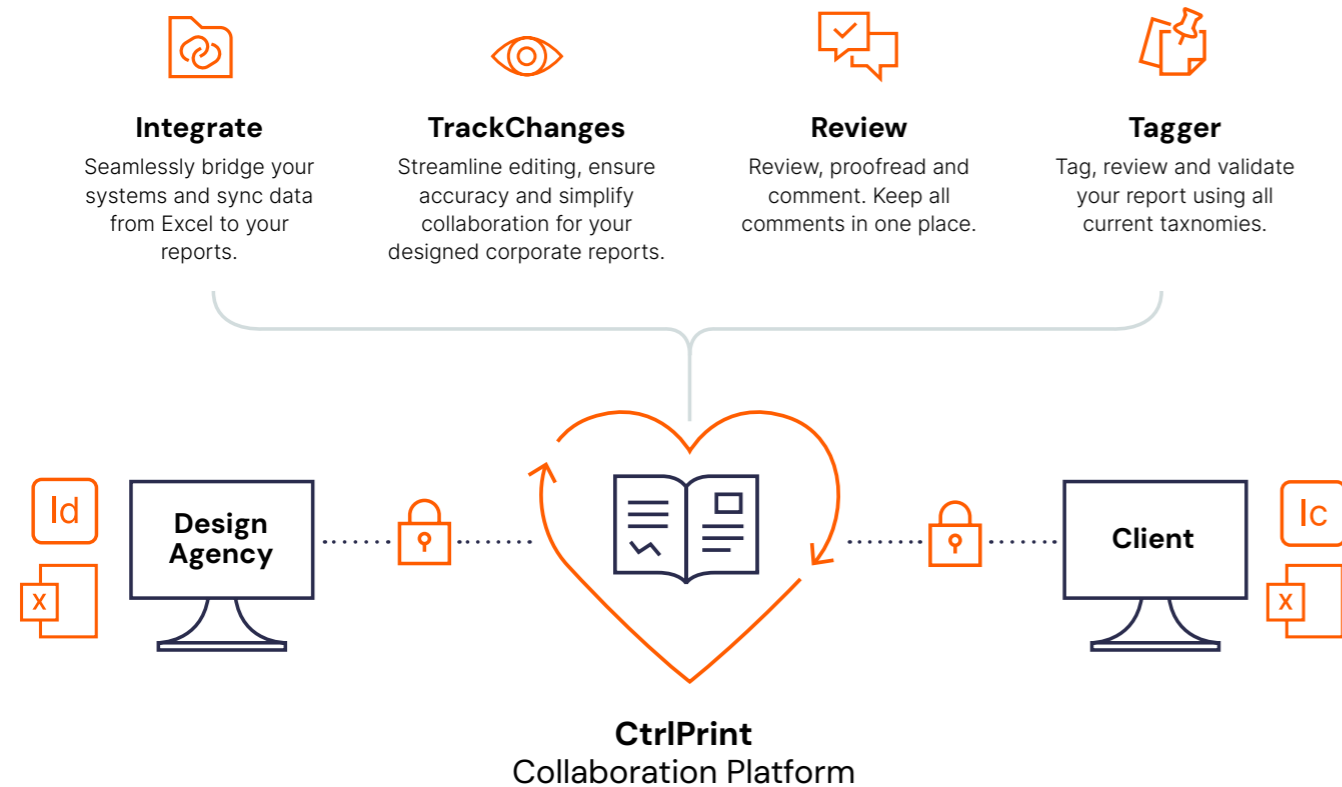 Integrate
Seamlessly bridge your
systems and sync data
from Excel to your
reports.
TrackChanges
Streamline editing, ensure
accuracy and simplify
collaboration for your
designed corporate reports.
Review
Review, proofread and
comment. Keep all
comments in one place.
Tagger
Tag, review and validate
your report using all
current taxnomies.
Id
X
Design
Agency
Client
Ic
X
CtrlPrint
Collaboration Platform